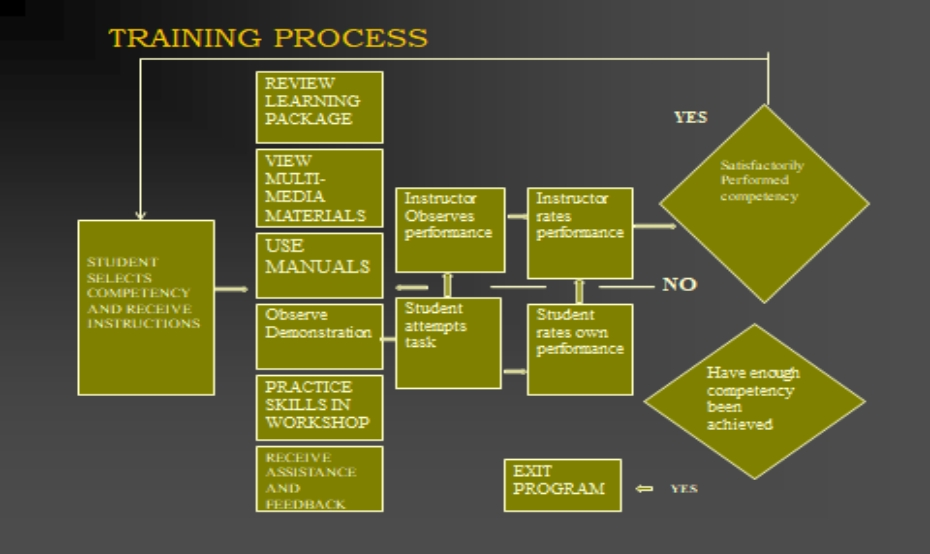 TRAINING PROCESS
REVIEW
LEARNING
PACKAGE
VIEW
MULTI-
MEDIA
MATERIALS
USE
MANUALS
Observe
Demonstration
PRACTICE
SKILLS IN
WORKSHOP
RECEIVE
ASSISTANCE
AND
FEEDBACK
STUDENT
SELECTS
COMPETENCY
AND RECEIVE
INSTRUCTIONS
Instructor
Observes
performance
Instructor
rates
performance
Student
attempts
task
Student
rates own
performance
YES
Satisfactorily
Performed
competency
NO
Have enough
competency
been
achieved
EXIT
PROGRAM
YES